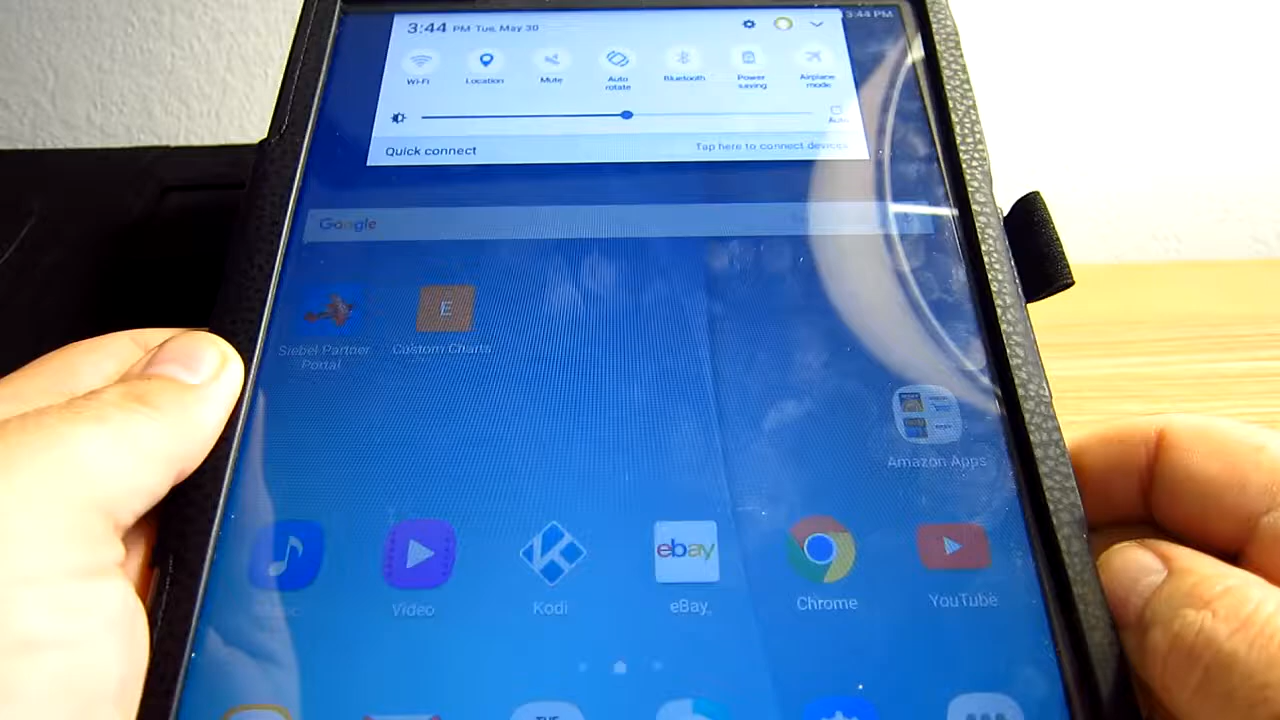 3:44 PM Tue, May 30
3:44 PM
Wi-Fi
Location
Mute
Auto
rotate
Bluetooth
Power
saving
Airplane
mode
Auto
Quick connect
Tap here to connect devices
Google
E
Siebel Partner
Portal
Custom Charts
Amazon Apps
Video
Kodi
ebay
eBay
Chrome
YouTube
TUE